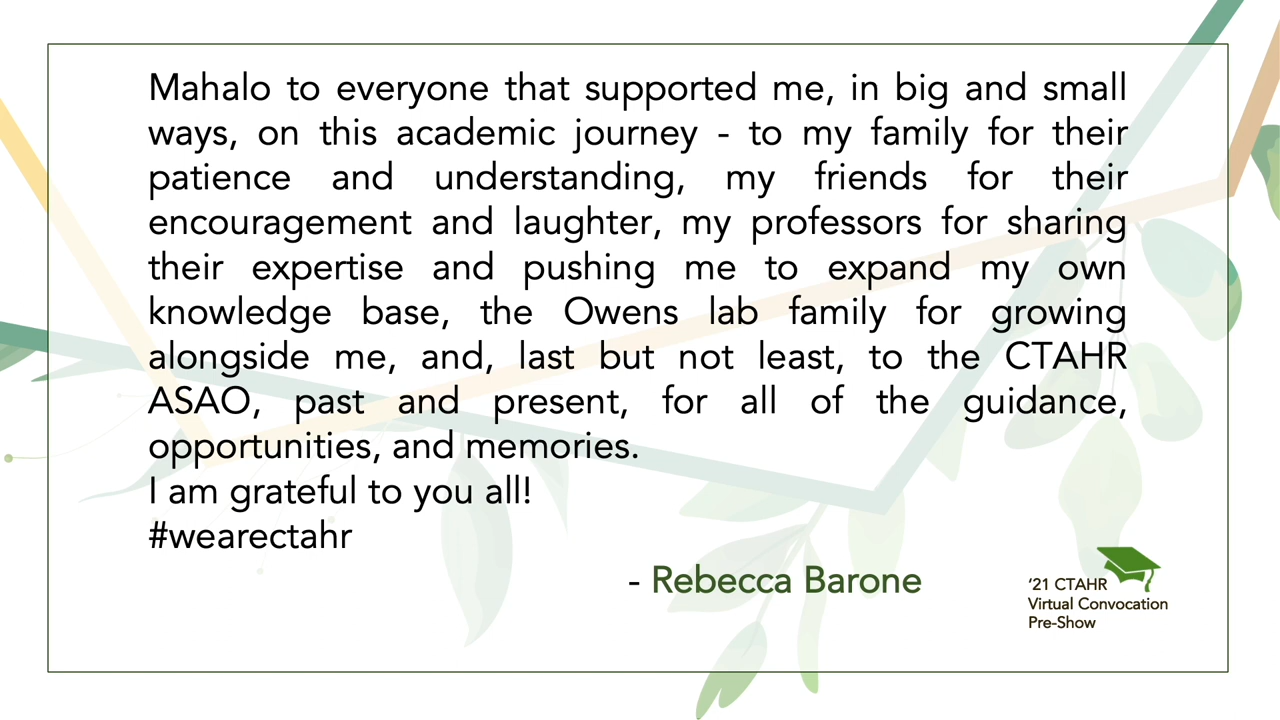 Mahalo to everyone that supported me, in big and small
ways, on this academic journey - to my family for their
patience and understanding, my friends for their
encouragement and laughter, my professors for sharing
their expertise and pushing me to expand my own
knowledge base, the Owens lab family for growing
alongside me, and, last but not least, to the CTAHR
ASAO, past and present, for all of the guidance,
opportunities, and memories.
I am grateful to you all!
#wearectahr
- Rebecca Barone
‘21 CTAHR
Virtual Convocation
Pre-Show